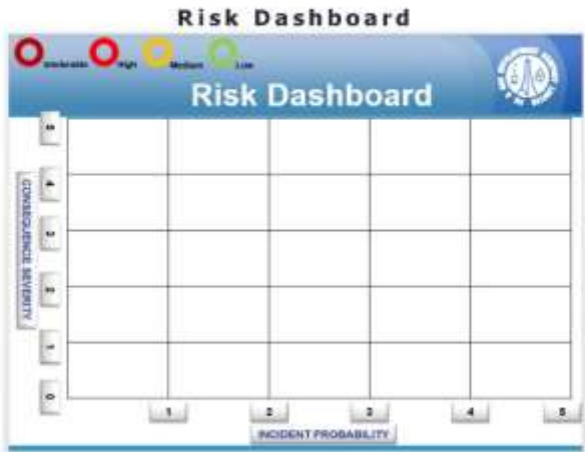 Risk Dashboard
Intolerable High Medium Low
Risk Dashboard
5
4
3
2
1
0
CONSEQUENCE SEVERITY
1 2 3 4 5
INCIDENT PROBABILITY